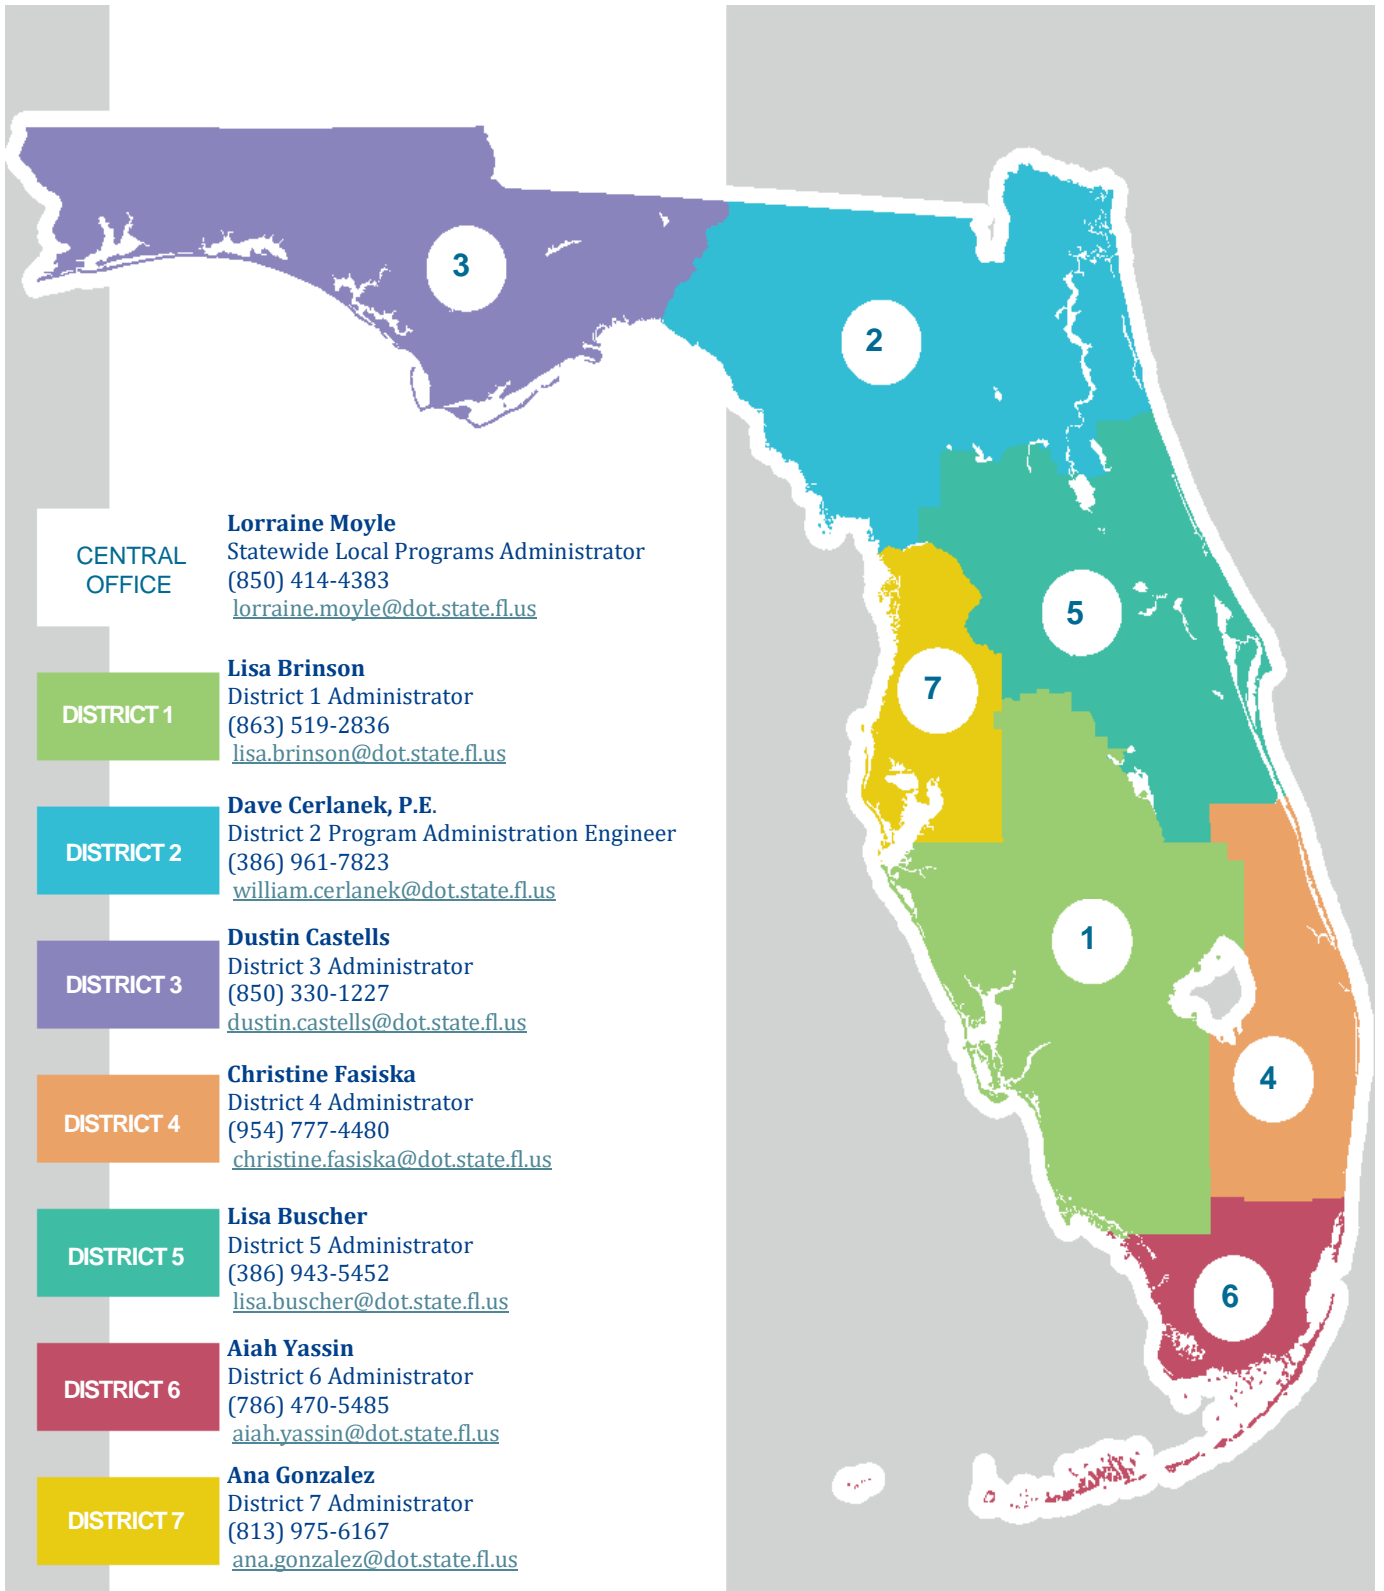 CENTRAL
OFFICE
Lorraine Moyle
Statewide Local Programs Administrator
(850) 414-4383
lorraine.moyle@dot.state.fl.us
DISTRICT 1
Lisa Brinson
District 1 Administrator
(863) 519-2836
lisa.brinson@dot.state.fl.us
DISTRICT 2
Dave Cerlanek, P.E.
District 2 Program Administration Engineer
(386) 961-7823
william.cerlanek@dot.state.fl.us
DISTRICT 3
Dustin Castells
District 3 Administrator
(850) 330-1227
dustin.castells@dot.state.fl.us
DISTRICT 4
Christine Fasiska
District 4 Administrator
(954) 777-4480
christine.fasiska@dot.state.fl.us
DISTRICT 5
Lisa Buscher
District 5 Administrator
(386) 943-5452
lisa.buscher@dot.state.fl.us
DISTRICT 6
Aiah Yassin
District 6 Administrator
(786) 470-5485
aiah.yassin@dot.state.fl.us
DISTRICT 7
Ana Gonzalez
District 7 Administrator
(813) 975-6167
ana.gonzalez@dot.state.fl.us
3
2
5
7
1
4
6